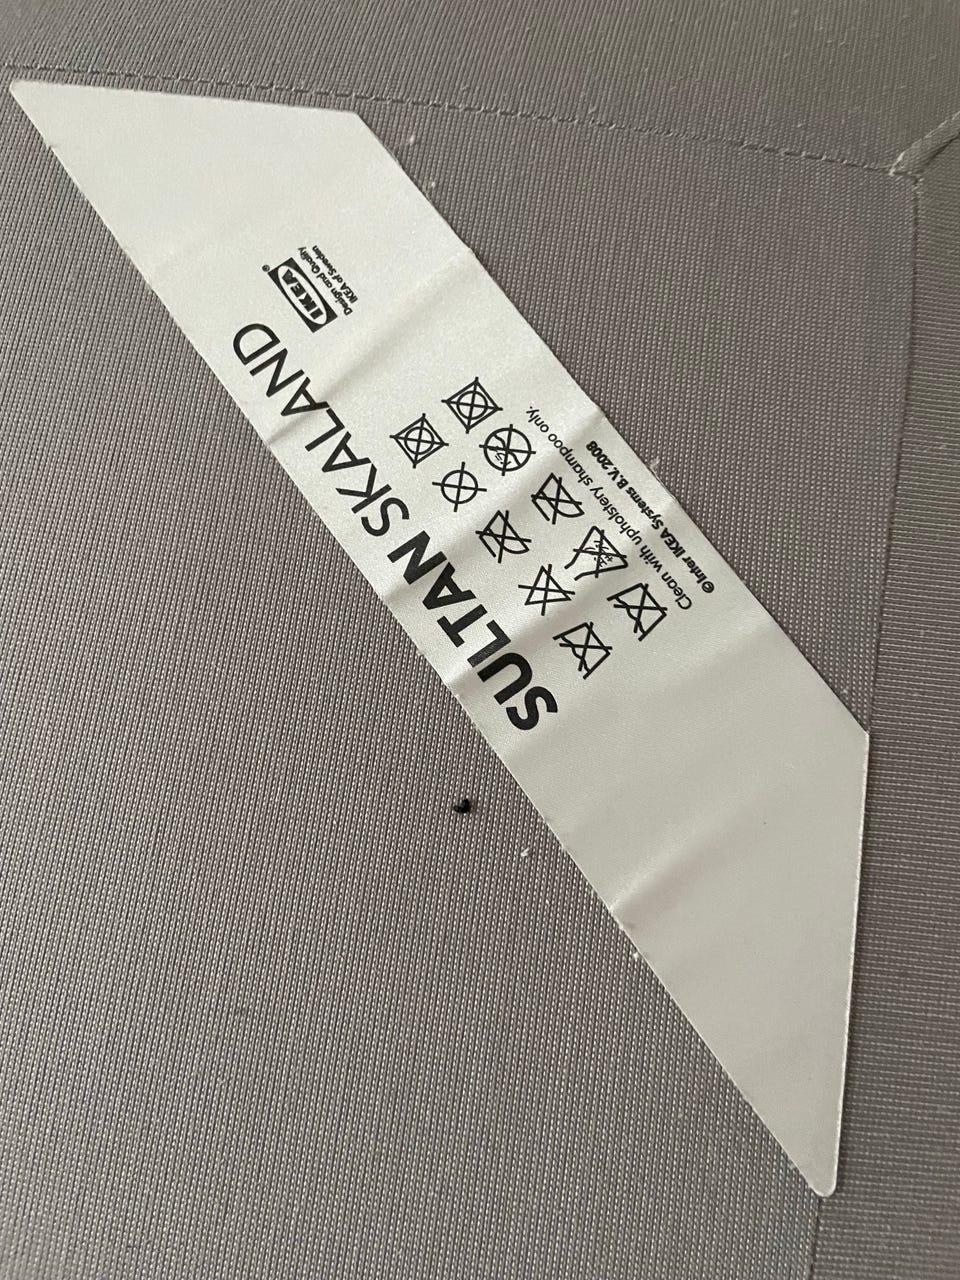 SULTAN SKALAND
IKEA®
Design and Quality
IKEA of Sweden
Clean with upholstery shampoo only.
©Inter IKEA Systems B.V. 2008